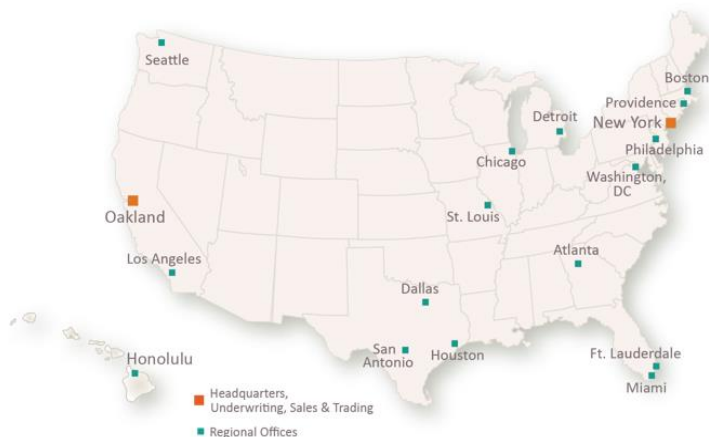 Seattle
Boston
Providence
Detroit
New York
Philadelphia
Chicago
Washington,
DC
Oakland
St. Louis
Los Angeles
Atlanta
Dallas
San
Antonio
Houston
Ft. Lauderdale
Honolulu
Miami
Headquarters,
Underwriting, Sales & Trading
Regional Offices